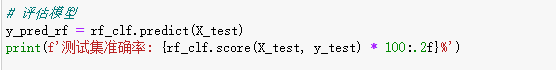 # 评估模型
y_pred_rf = rf_clf.predict(X_test)
print(f'测试集准确率: {rf_clf.score(X_test, y_test) * 100:.2f}%')